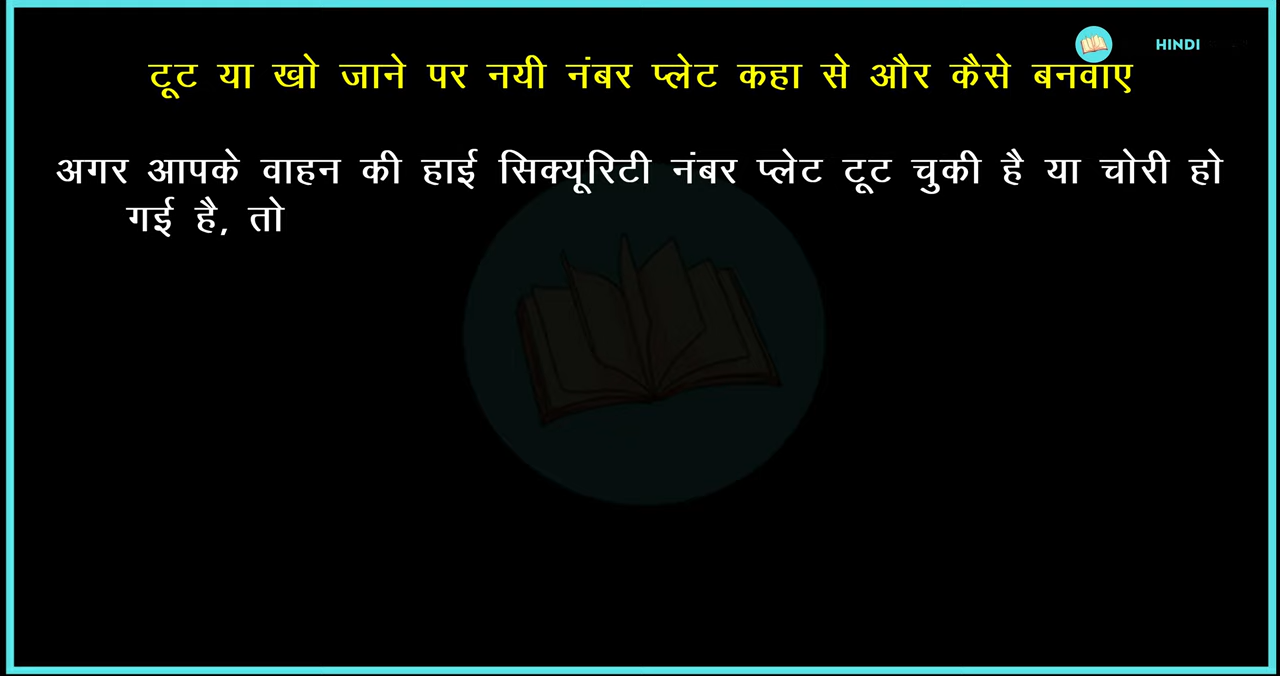 HINDI
टूट या खो जाने पर नयी नंबर प्लेट कहा से और कैसे बनवाए
अगर आपके वाहन की हाई सिक्यूरिटी नंबर प्लेट टूट चुकी है या चोरी हो
गई है, तो